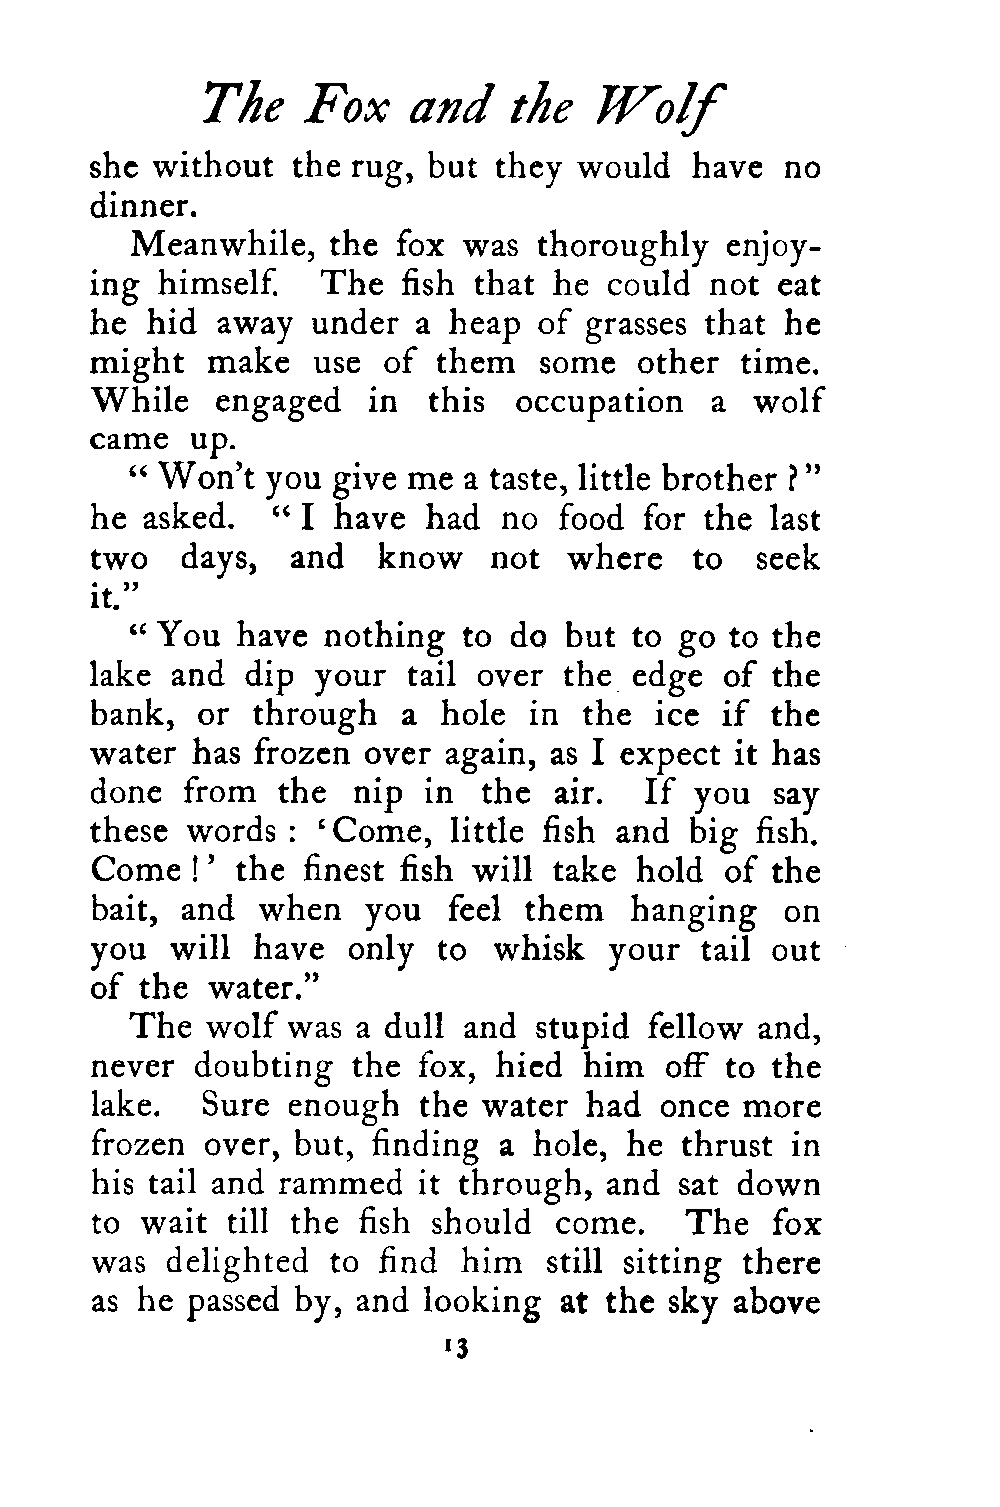 The Fox and the Wolf
she without the rug, but they would have no
dinner.
Meanwhile, the fox was thoroughly enjoy-
ing himself. The fish that he could not eat
he hid away under a heap of grasses that he
might make use of them some other time.
While engaged in this occupation a wolf
came up.
“ Won’t you give me a taste, little brother ? ”
he asked. “ I have had no food for the last
two days, and know not where to seek
it.”
“ You have nothing to do but to go to the
lake and dip your tail over the edge of the
bank, or through a hole in the ice if the
water has frozen over again, as I expect it has
done from the nip in the air. If you say
these words : ‘ Come, little fish and big fish.
Come ! ’ the finest fish will take hold of the
bait, and when you feel them hanging on
you will have only to whisk your tail out
of the water.”
The wolf was a dull and stupid fellow and,
never doubting the fox, hied him off to the
lake. Sure enough the water had once more
frozen over, but, finding a hole, he thrust in
his tail and rammed it through, and sat down
to wait till the fish should come. The fox
was delighted to find him still sitting there
as he passed by, and looking at the sky above
13